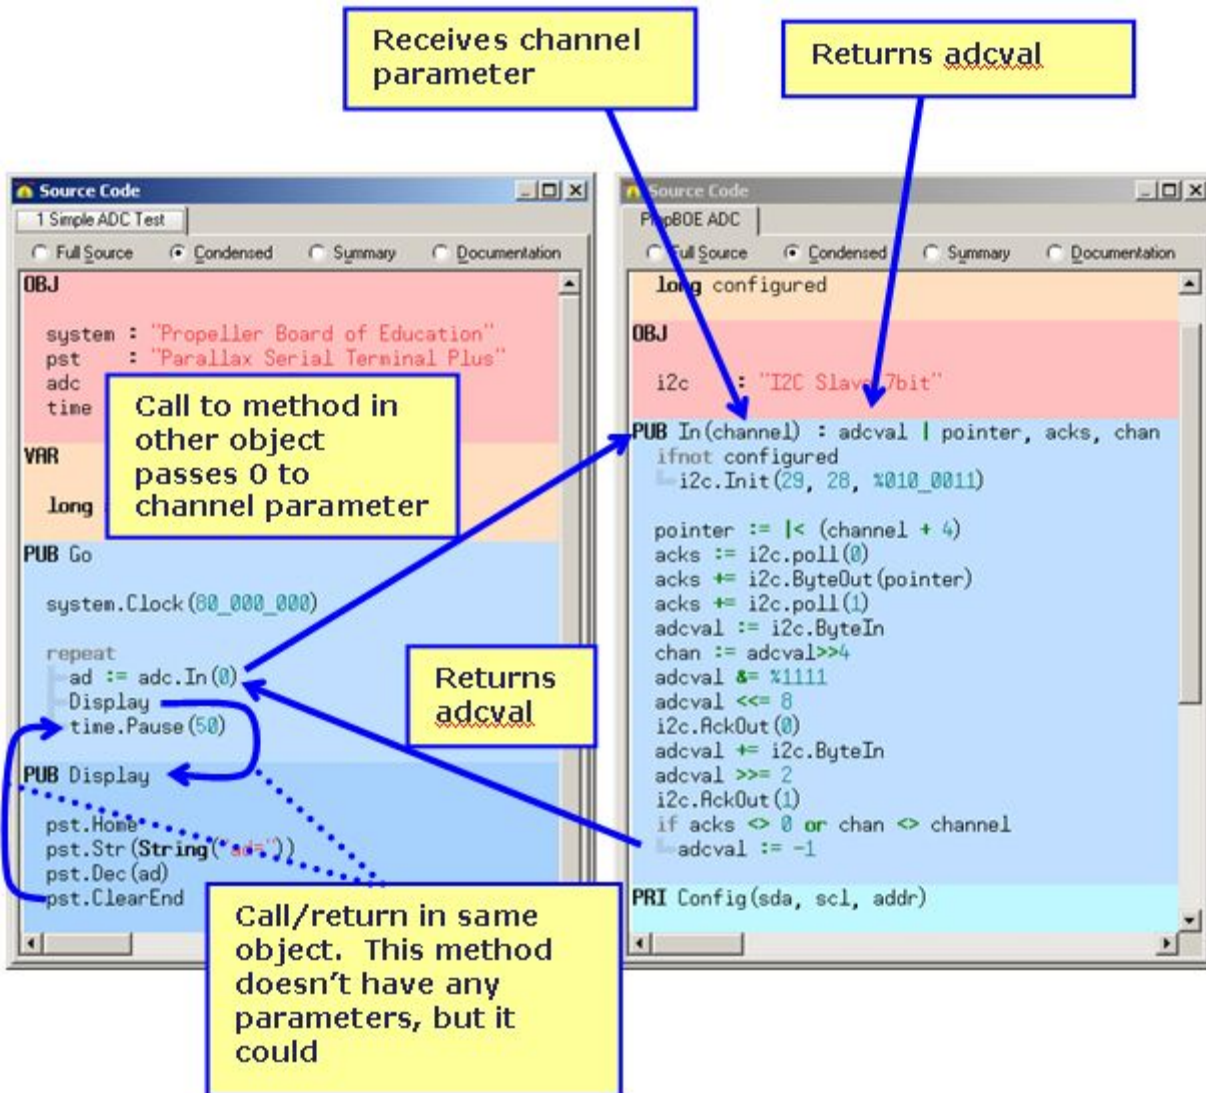 Receives channel
parameter
Returns adcval
Source Code
1 Simple ADC Test
Full Source Condensed Summary Documentation
OBJ
system : "Propeller Board of Education"
pst : "Parallax Serial Terminal Plus"
adc
time
Call to method in
other object
passes 0 to
channel parameter
VAR
long
PUB Go
system.Clock(80_000_000)
repeat
ad := adc.In(0)
Display
time.Pause(50)
Returns
adcval
PUB Display
pst.Home
pst.Str(String("ad="))
pst.Dec(ad)
pst.ClearEnd
Call/return in same
object. This method
doesn't have any
parameters, but it
could
Source Code
PropBOE ADC
Full Source Condensed Summary Documentation
long configured
OBJ
i2c : "I2C Slave 7bit"
PUB In(channel) : adcval | pointer, acks, chan
ifnot configured
i2c.Init(29, 28, %010_0011)
pointer := |< (channel + 4)
acks := i2c.poll(0)
acks += i2c.ByteOut(pointer)
acks += i2c.poll(1)
adcval := i2c.ByteIn
chan := adcval>>4
adcval &= %1111
adcval <<= 8
i2c.AckOut(0)
adcval += i2c.ByteIn
adcval >>= 2
i2c.AckOut(1)
if acks <> 0 or chan <> channel
adcval := -1
PRI Config(sda, scl, addr)